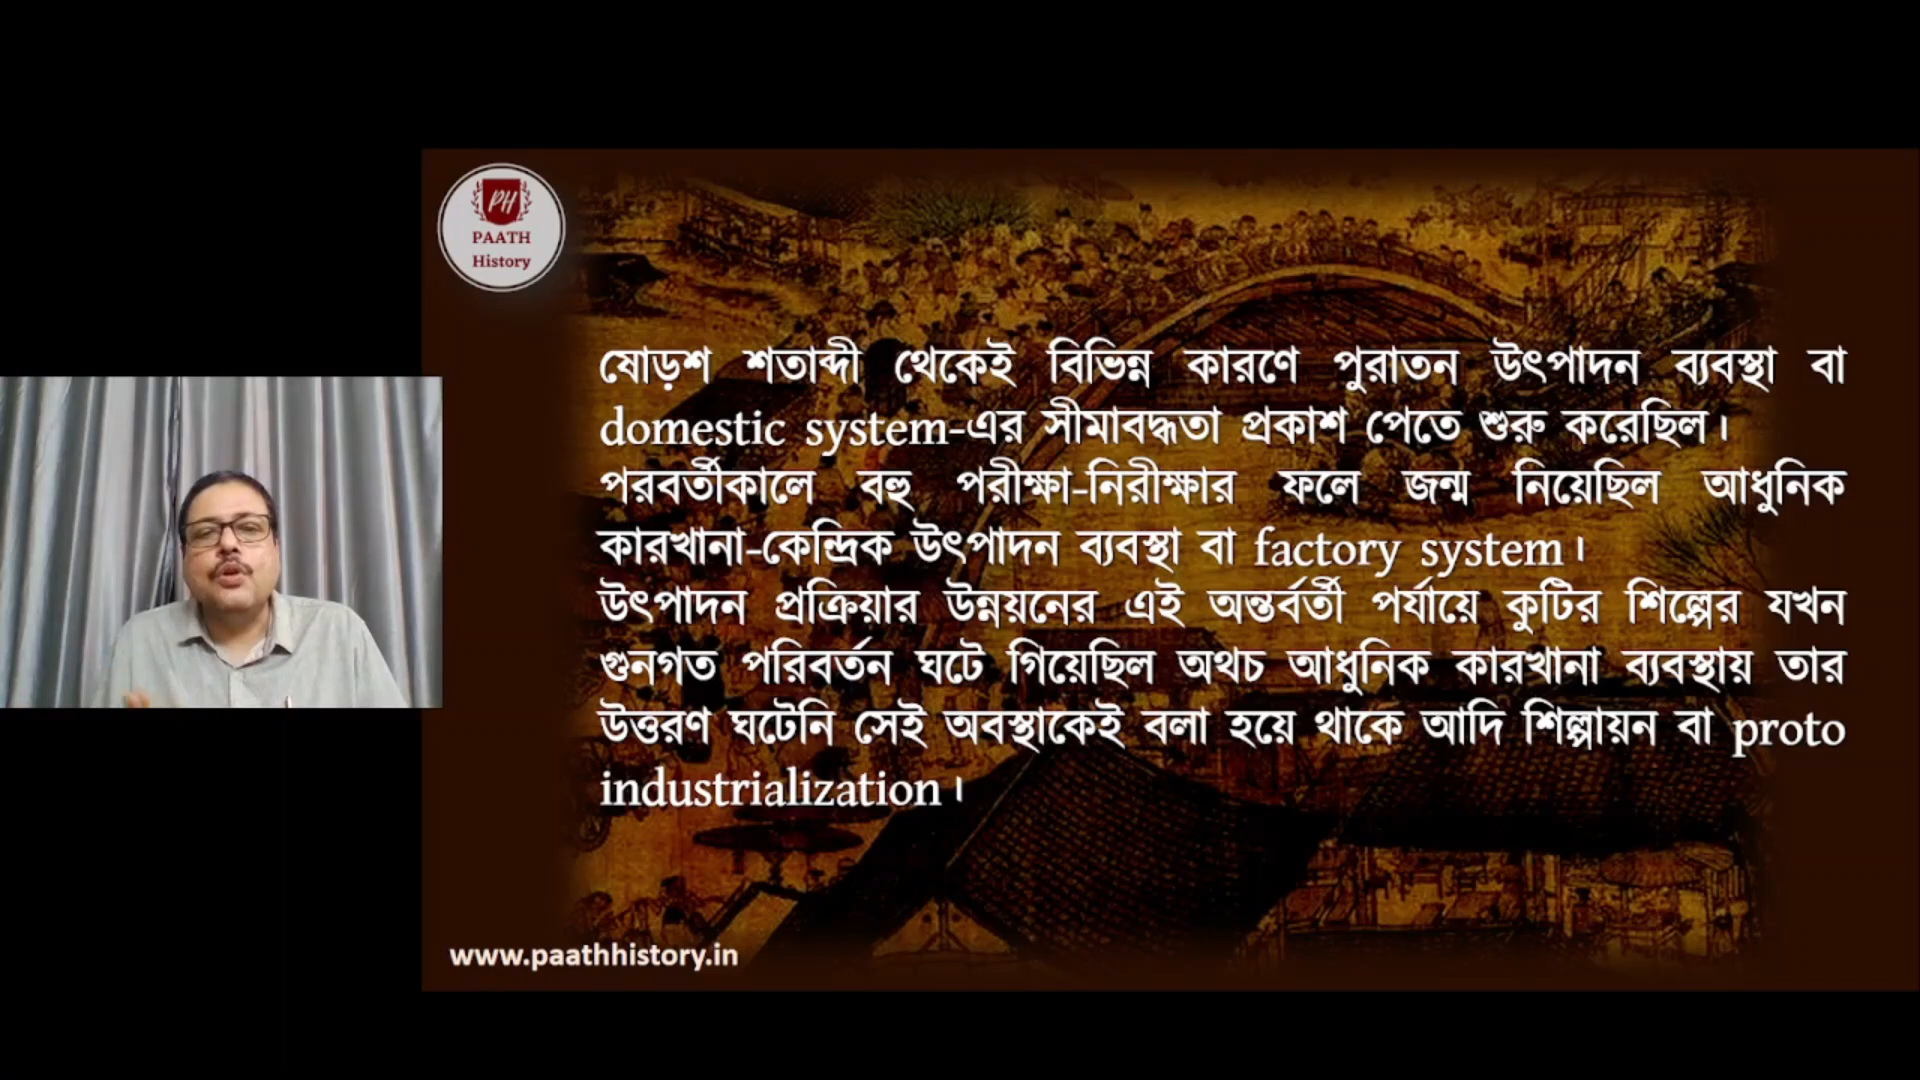 PH
PAATH
History
ষোড়শ শতাব্দী থেকেই বিভিন্ন কারণে পুরাতন উৎপাদন ব্যবস্থা বা
domestic system-এর সীমাবদ্ধতা প্রকাশ পেতে শুরু করেছিল।
পরবর্তীকালে বহু পরীক্ষা-নিরীক্ষার ফলে জন্ম নিয়েছিল আধুনিক
কারখানা-কেন্দ্রিক উৎপাদন ব্যবস্থা বা factory system।
উৎপাদন প্রক্রিয়ার উন্নয়নের এই অন্তর্বর্তী পর্যায়ে কুটির শিল্পের যখন
গুনগত পরিবর্তন ঘটে গিয়েছিল অথচ আধুনিক কারখানা ব্যবস্থায় তার
উত্তরণ ঘটেনি সেই অবস্থাকেই বলা হয়ে থাকে আদি শিল্পায়ন বা proto
industrialization।
www.paathhistory.in